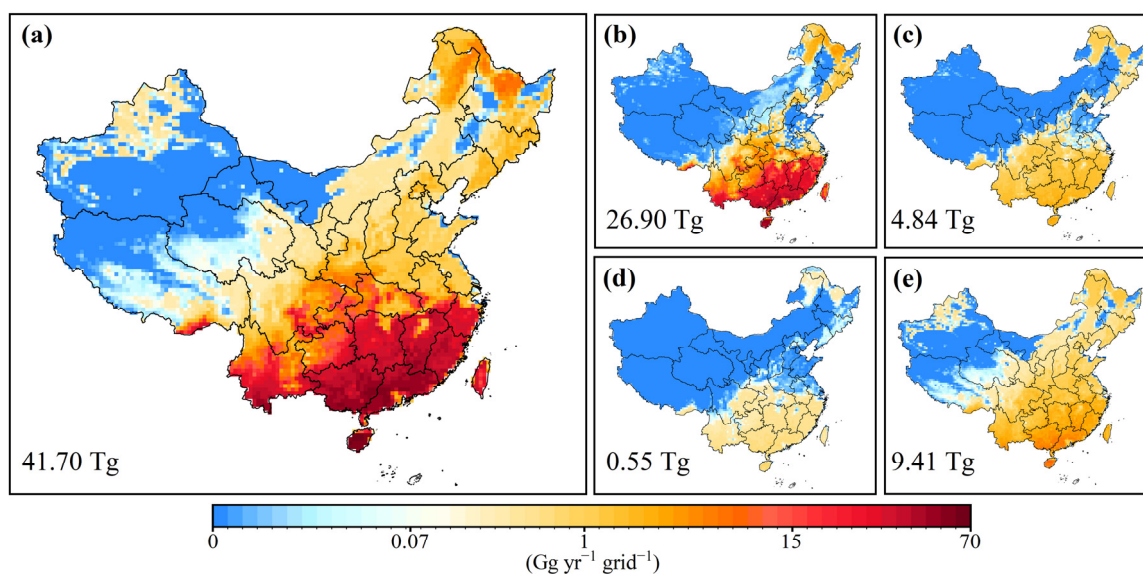 (a)
41.70 Tg
(b)
26.90 Tg
(c)
4.84 Tg
(d)
0.55 Tg
(e)
9.41 Tg
0 0.07 1 15 70
(Gg yr⁻¹ grid⁻¹)